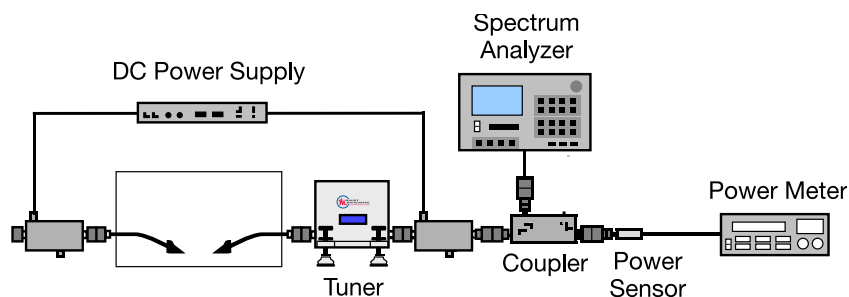 Spectrum
Analyzer
DC Power Supply
Power Meter
Tuner
Coupler
Power
Sensor